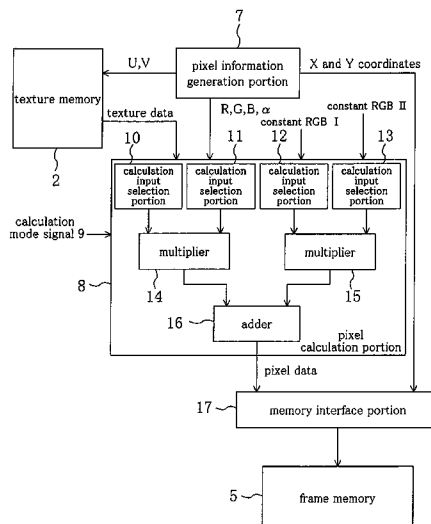 7
U,V
pixel information
generation portion
X and Y coordinates
texture memory
R,G,B, α
constant RGB Ⅱ
texture data
constant RGB Ⅰ
2
10
11
12
13
calculation
input
selection
portion
calculation
input
selection
portion
calculation
input
selection
portion
calculation
input
selection
portion
calculation
mode signal 9
multiplier
multiplier
8
14
15
16
adder
pixel
calculation portion
pixel data
17
memory interface portion
5
frame memory